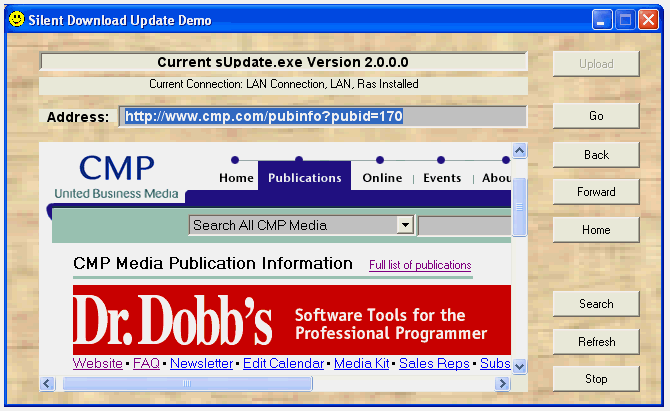 Silent Download Update Demo
Current sUpdate.exe Version 2.0.0.0
Upload
Current Connection: LAN Connection, LAN, Ras Installed
Address: http://www.cmp.com/pubinfo?pubid=170
Go
Back
Forward
Home
Search
Refresh
Stop
CMP
United Business Media
Home Publications Online | Events | Abou
Search All CMP Media
CMP Media Publication Information Full list of publications
Dr. Dobb's
Software Tools for the
Professional Programmer
Website • FAQ • Newsletter • Edit Calendar • Media Kit • Sales Reps • Subs